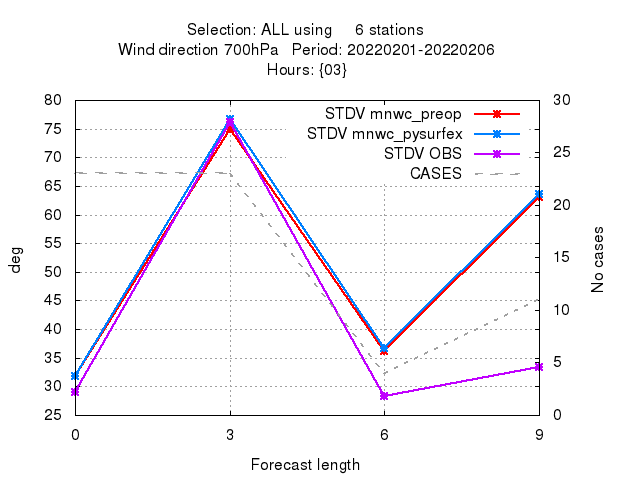 Selection: ALL using     6 stations
Wind direction 700hPa   Period: 20220201-20220206
Hours: {03}
STDV mnwc_preop
STDV mnwc_pysurfex
STDV OBS
CASES
80
75
70
65
60
55
50
45
40
35
30
25
deg
30
25
20
15
10
5
0
No cases
0 3 6 9
Forecast length